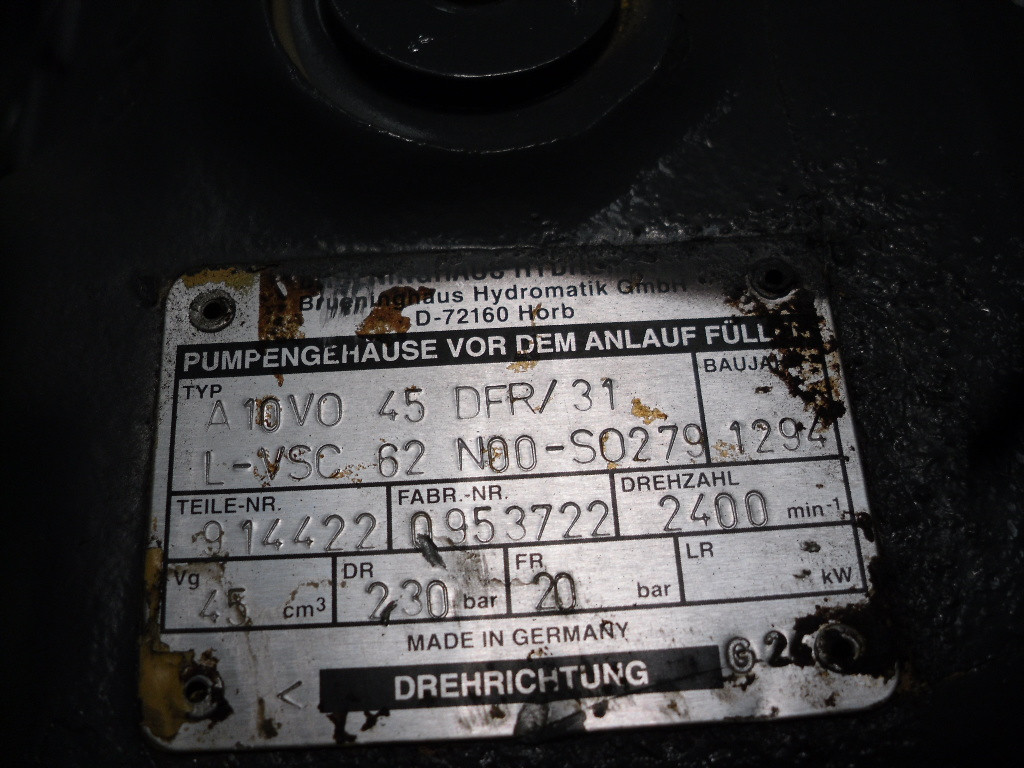 Brueninghaus Hydromatik GmbH
D-72160 Horb
PUMPENGEHÄUSE VOR DEM ANLAUF FÜLL
TYP
A10VO 45 DFR/31
L-VSC 62 N00-SO279
BAUJA
1294
TEILE-NR.
914422
FABR.-NR.
0953722
DREHZAHL
2400 min-1
Vg
45 cm³
DR
230 bar
FR
20 bar
LR
kW
MADE IN GERMANY
< DREHRICHTUNG